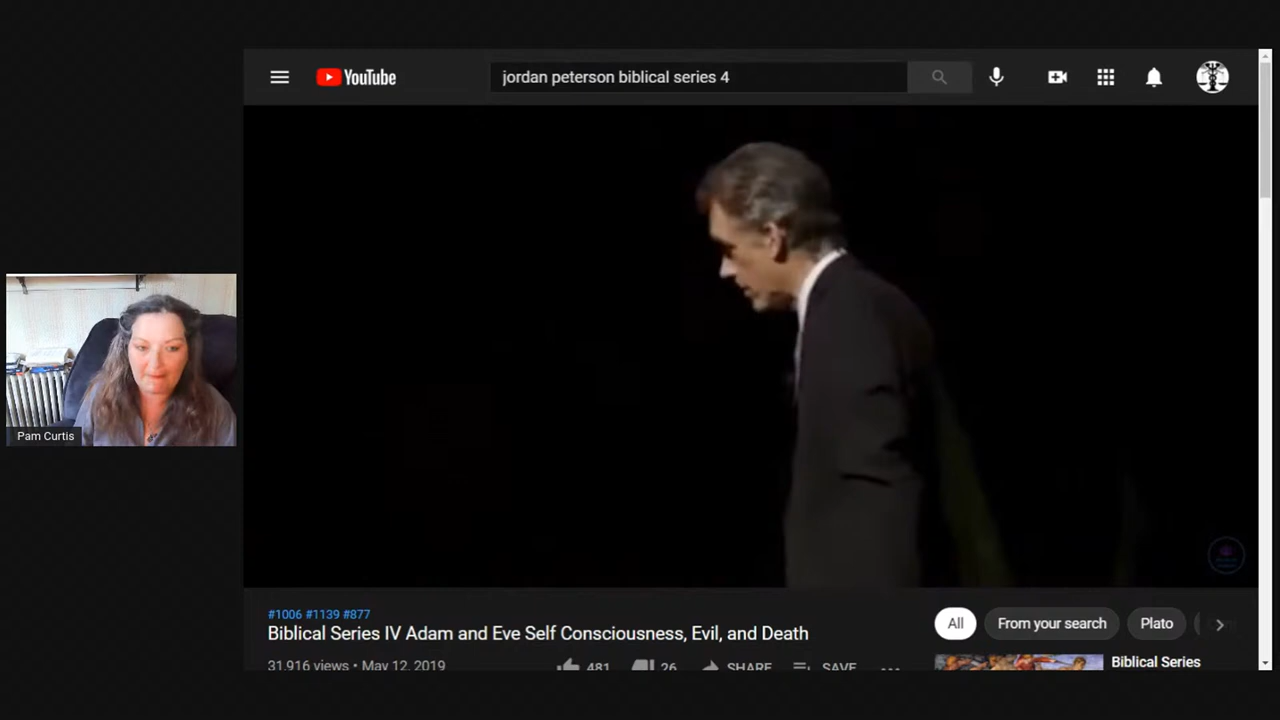 YouTube
jordan peterson biblical series 4
Pam Curtis
#1006 #1139 #877
Biblical Series IV Adam and Eve Self Consciousness, Evil, and Death
31,916 views • May 12, 2019
481
26
SHARE
SAVE
All
From your search
Plato
Biblical Series